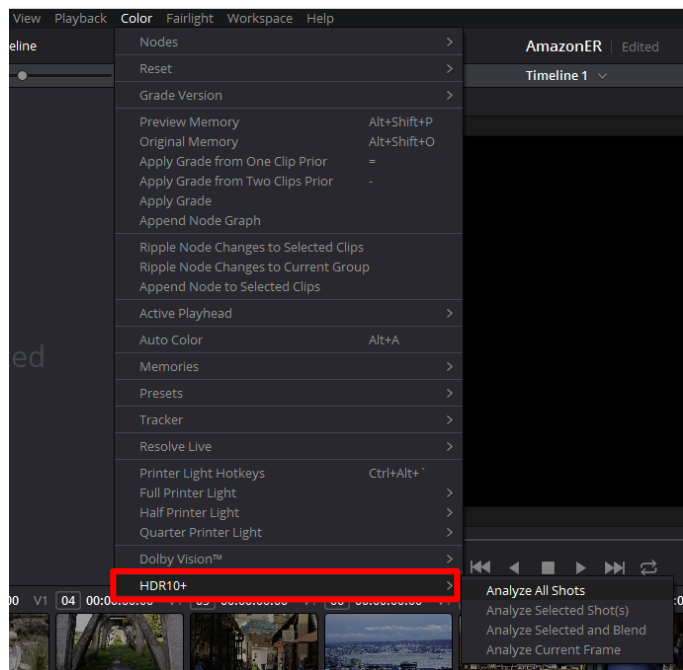 View Playback Color Fairlight Workspace Help
eline
AmazonER Edited
Timeline 1
Nodes
Reset
Grade Version
Preview Memory Alt+Shift+P
Original Memory Alt+Shift+O
Apply Grade from One Clip Prior =
Apply Grade from Two Clips Prior -
Apply Grade
Append Node Graph
Ripple Node Changes to Selected Clips
Ripple Node Changes to Current Group
Append Node to Selected Clips
Active Playhead
Auto Color Alt+A
ed
Memories
Presets
Tracker
Resolve Live
Printer Light Hotkeys Ctrl+Alt+`
Full Printer Light
Half Printer Light
Quarter Printer Light
Dolby Vision™
HDR10+
Analyze All Shots
Analyze Selected Shot(s)
Analyze Selected and Blend
Analyze Current Frame
V1 04